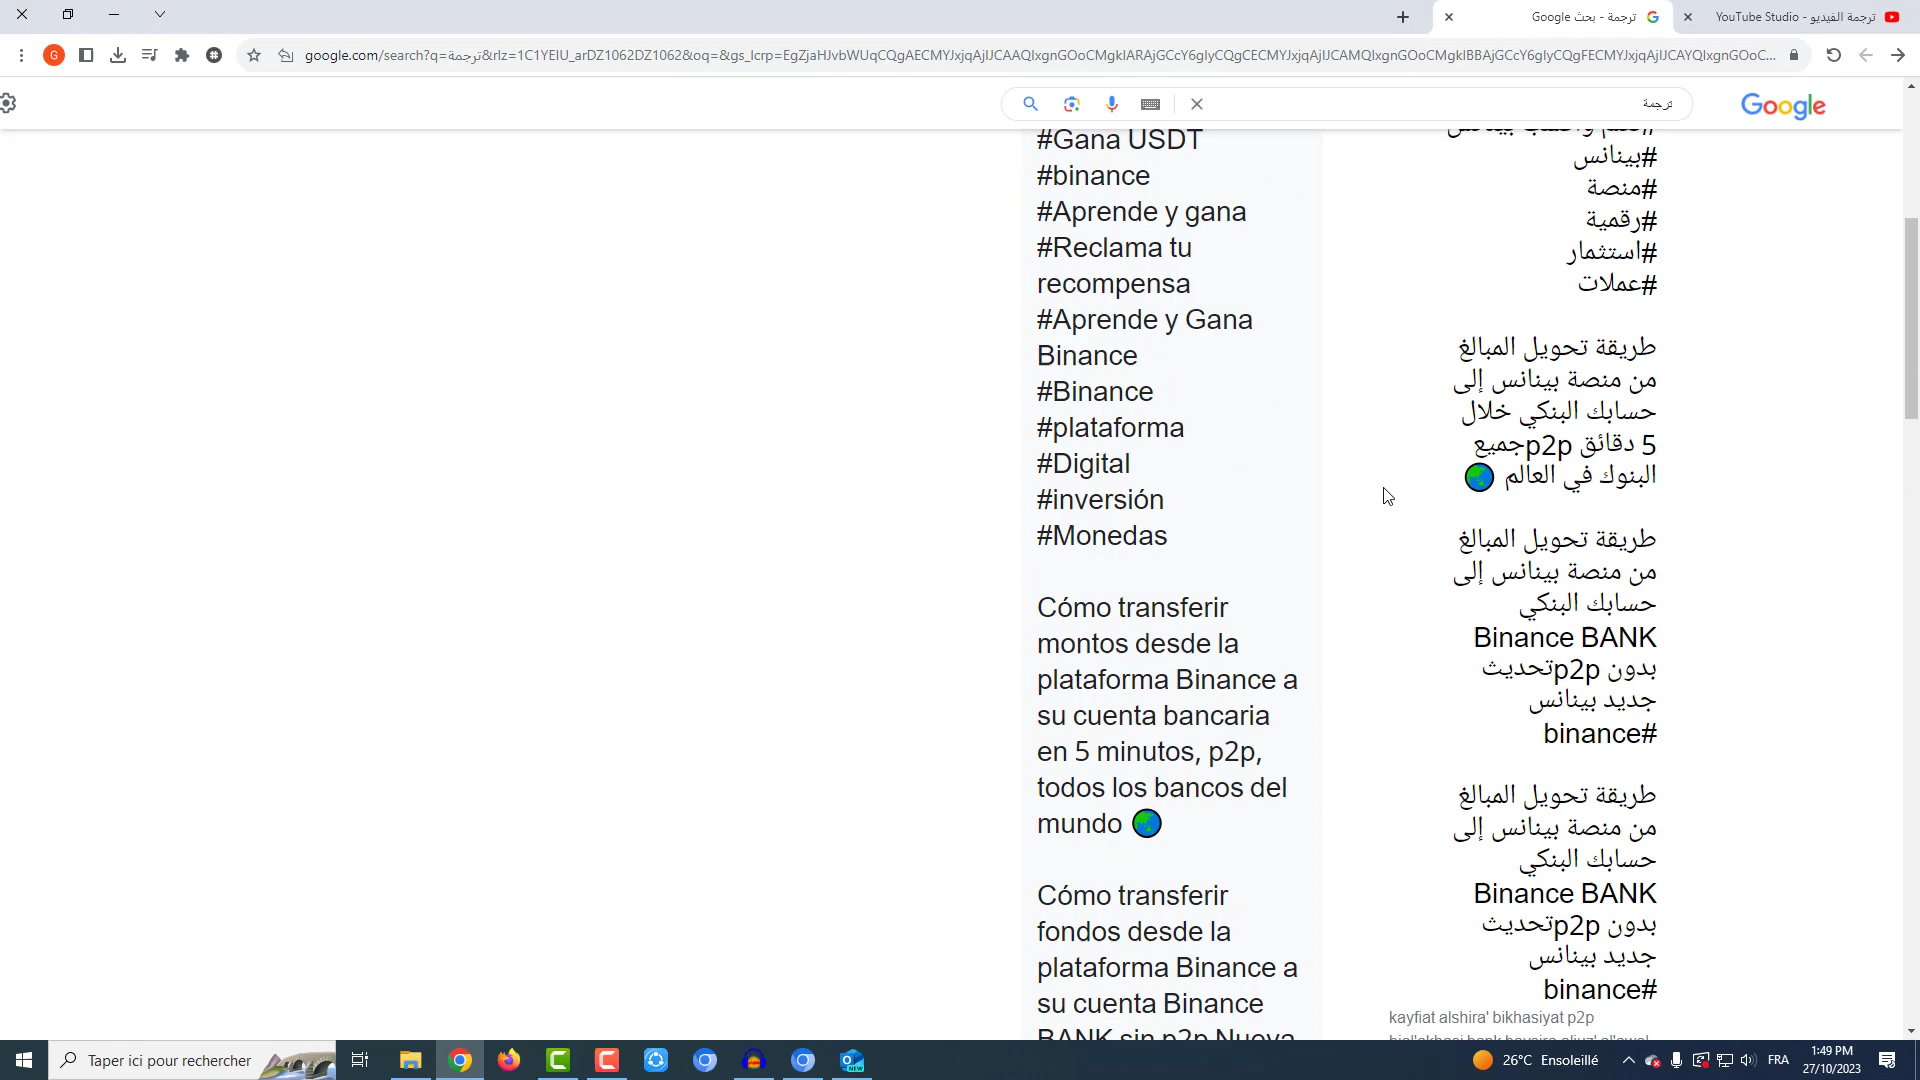 ترجمة الفيديو - YouTube Studio
ترجمة - بحث Google
google.com/search?q=ترجمة&rlz=1C1YEIU_arDZ1062DZ1062&oq=&gs_lcrp=
ترجمة
Google
#Gana USDT
#binance
#Aprende y gana
#Reclama tu
recompensa
#Aprende y Gana
Binance
#Binance
#plataforma
#Digital
#inversión
#Monedas
Cómo transferir
montos desde la
plataforma Binance a
su cuenta bancaria
en 5 minutos, p2p,
todos los bancos del
mundo 🌏
Cómo transferir
fondos desde la
plataforma Binance a
su cuenta Binance
BANK sin p2p Nueva
#بينانس
#منصة
#رقمية
#استثمار
#عملات
طريقة تحويل المبالغ
من منصة بينانس إلى
حسابك البنكي خلال
5 دقائق p2pجميع
البنوك في العالم 🌏
طريقة تحويل المبالغ
من منصة بينانس إلى
حسابك البنكي
Binance BANK
بدون p2pتحديث
جديد بينانس
#binance
طريقة تحويل المبالغ
من منصة بينانس إلى
حسابك البنكي
Binance BANK
بدون p2pتحديث
جديد بينانس
#binance
kayfiat alshira' bikhasiyat p2p
Taper ici pour rechercher
26°C Ensoleillé
FRA
1:49 PM
27/10/2023